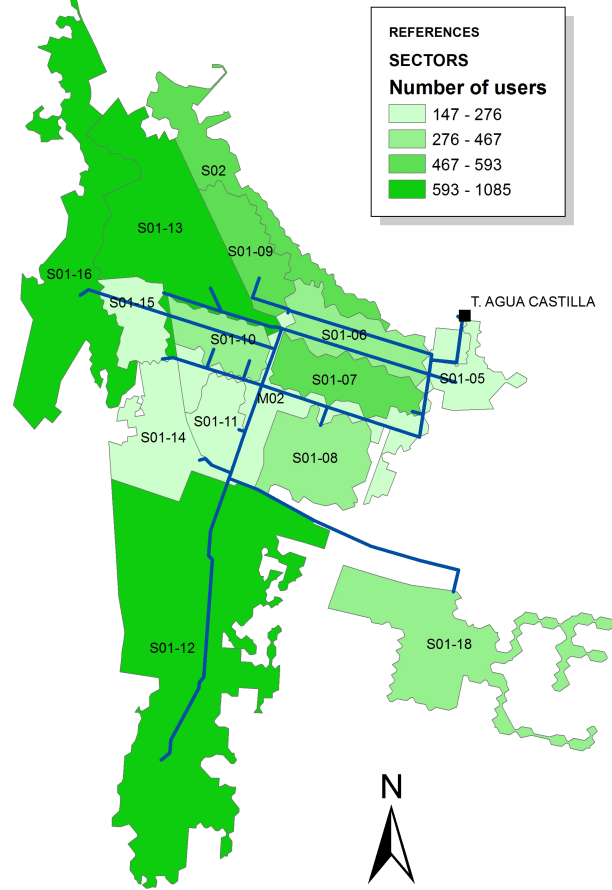 REFERENCES
SECTORS
Number of users
147 - 276
276 - 467
467 - 593
593 - 1085
S02
S01-13
S01-09
S01-16
S01-15
T. AGUA CASTILLA
S01-06
S01-10
S01-07
S01-05
M02
S01-11
S01-14
S01-08
S01-18
S01-12
N